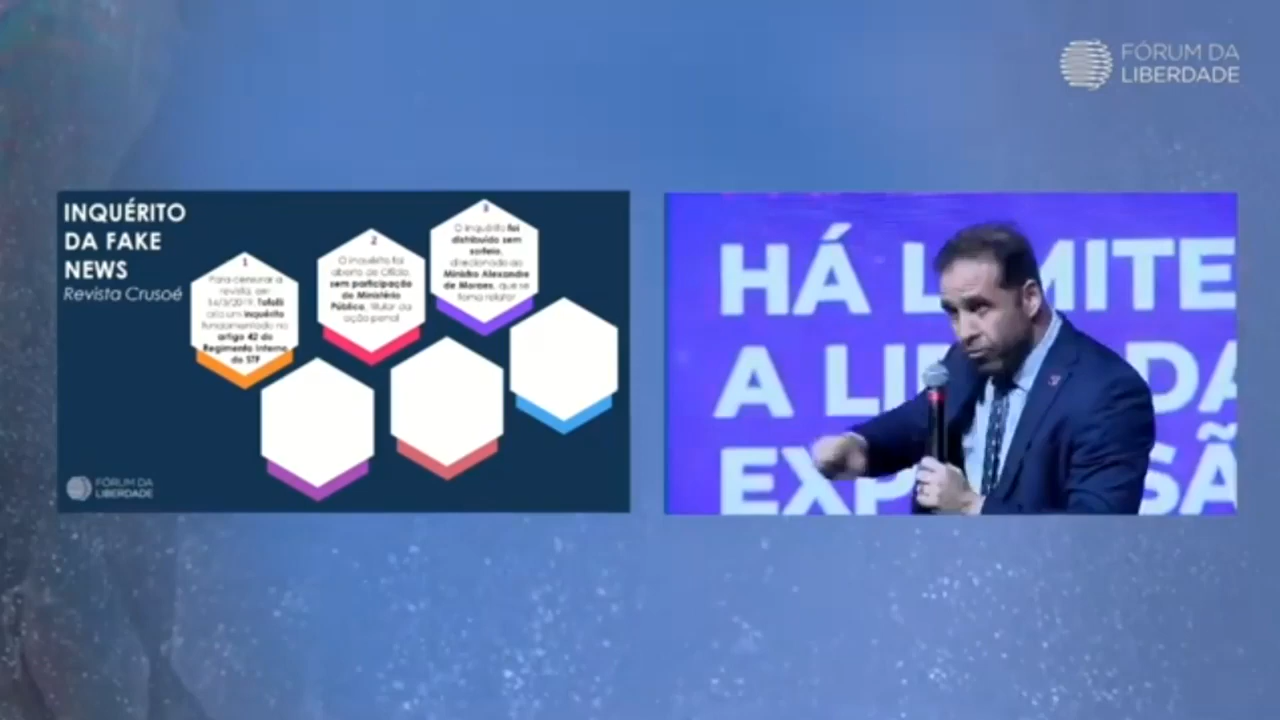 FÓRUM DA
LIBERDADE
INQUÉRITO
DA FAKE
NEWS
Revista Crusoé
1
Para censurar a
revista, em
14/3/2019, Toffolli
cria um inquérito
fundamentado no
artigo 42 do
Regimento Interno
do STF
2
O inquérito foi
aberto de Ofício,
sem participação
do Ministério
Público, titular da
ação penal
3
O inquérito foi
distribuído sem
sorteio,
direcionado ao
Ministro Alexandre
de Moraes, que se
torna relator
FÓRUM DA
LIBERDADE
HÁ L MITE
A LI DA
EXP SÃ